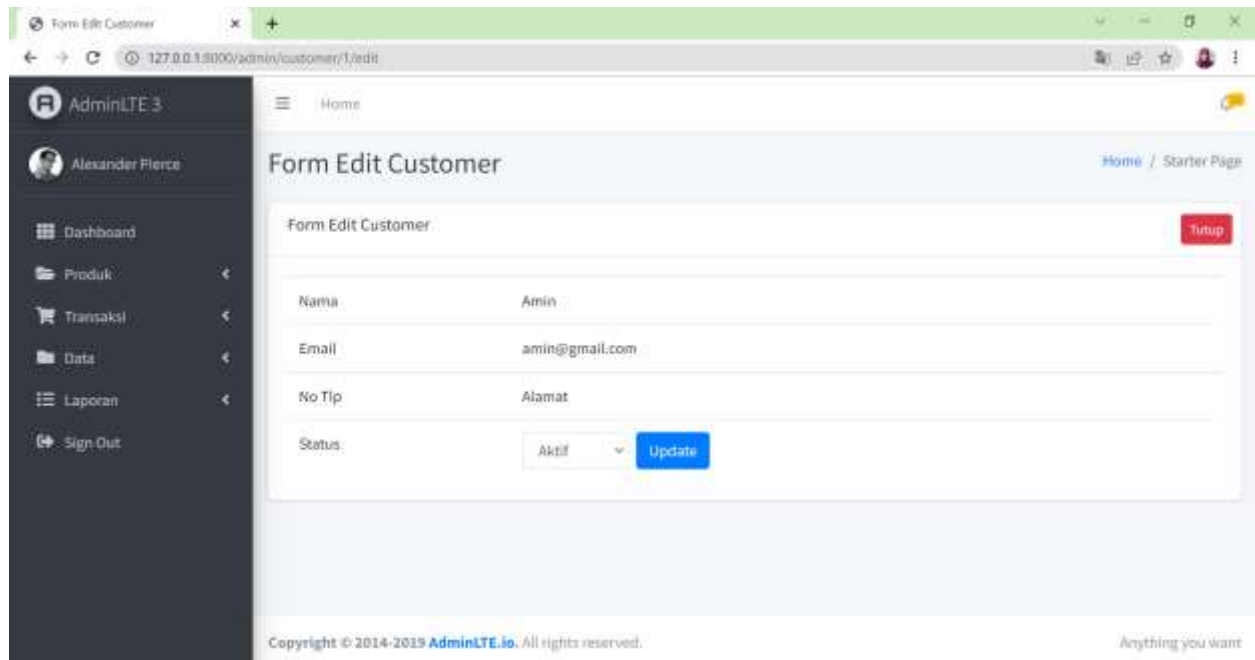 Form Edit Customer
127.0.0.1:8000/admin/customer/1/edit
AdminLTE 3
Home
Alexander Pierce
Form Edit Customer
Home / Starter Page
Form Edit Customer
Tutup
Dashboard
Produk
Transaksi
Data
Laporan
Sign Out
Nama Amin
Email amin@gmail.com
No Tlp Alamat
Status Aktif Update
Copyright © 2014-2019 AdminLTE.io. All rights reserved.
Anything you want